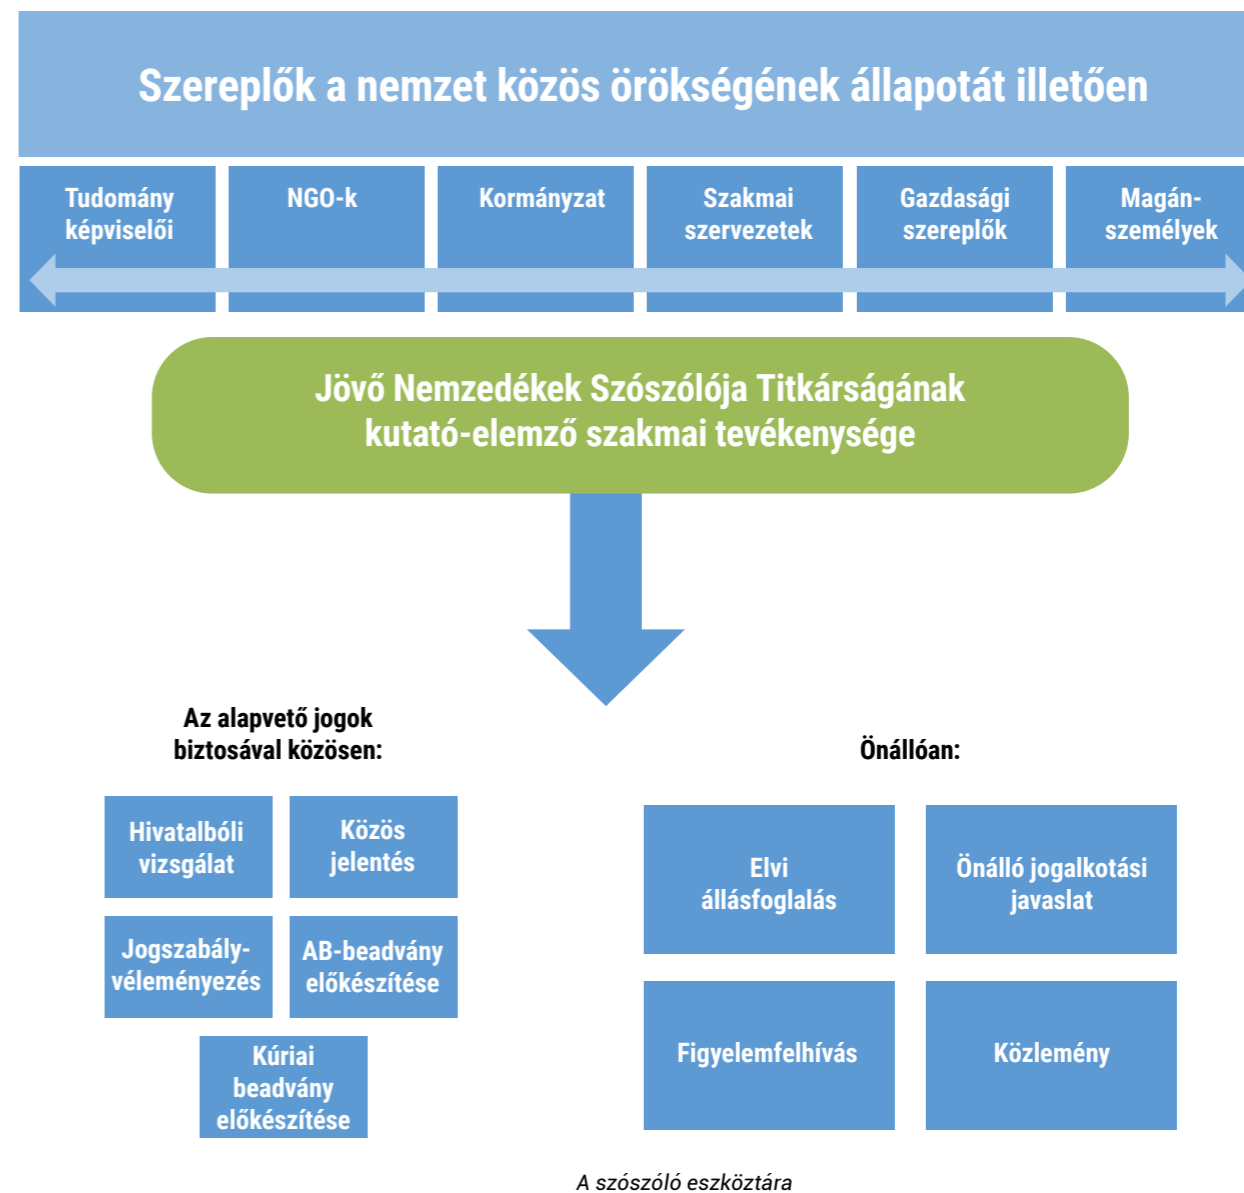 Szereplők a nemzet közös örökségének állapotát illetően
Tudomány
képviselői
NGO-k
Kormányzat
Szakmai
szervezetek
Gazdasági
szereplők
Magán-
személyek
Jövő Nemzedékek Szószólója Titkárságának
kutató-elemző szakmai tevékenysége
Az alapvető jogok
biztosával közösen:
Hivatalbóli
vizsgálat
Közös
jelentés
Jogszabály-
véleményezés
AB-beadvány
előkészítése
Kúriai
beadvány
előkészítése
Önállóan:
Elvi
állásfoglalás
Önálló jogalkotási
javaslat
Figyelemfelhívás
Közlemény
A szószóló eszköztára